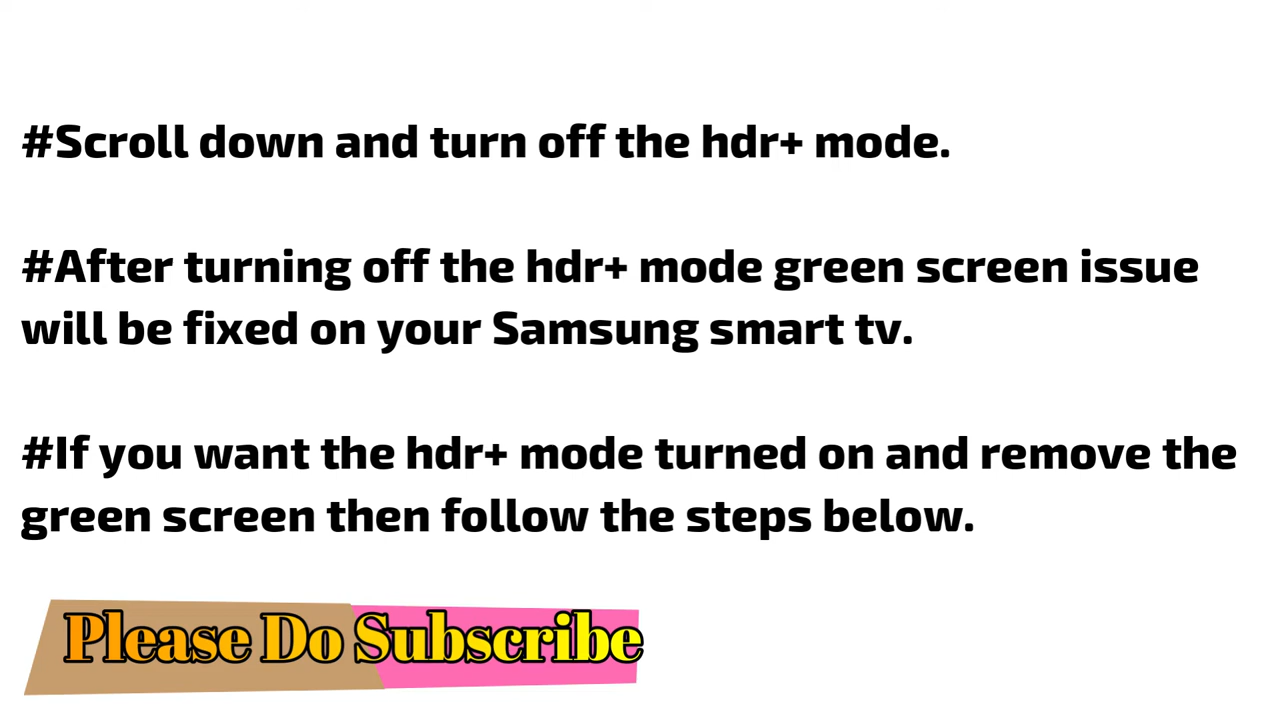 #Scroll down and turn off the hdr+ mode.
#After turning off the hdr+ mode green screen issue
will be fixed on your Samsung smart tv.
#If you want the hdr+ mode turned on and remove the
green screen then follow the steps below.
Please Do Subscribe